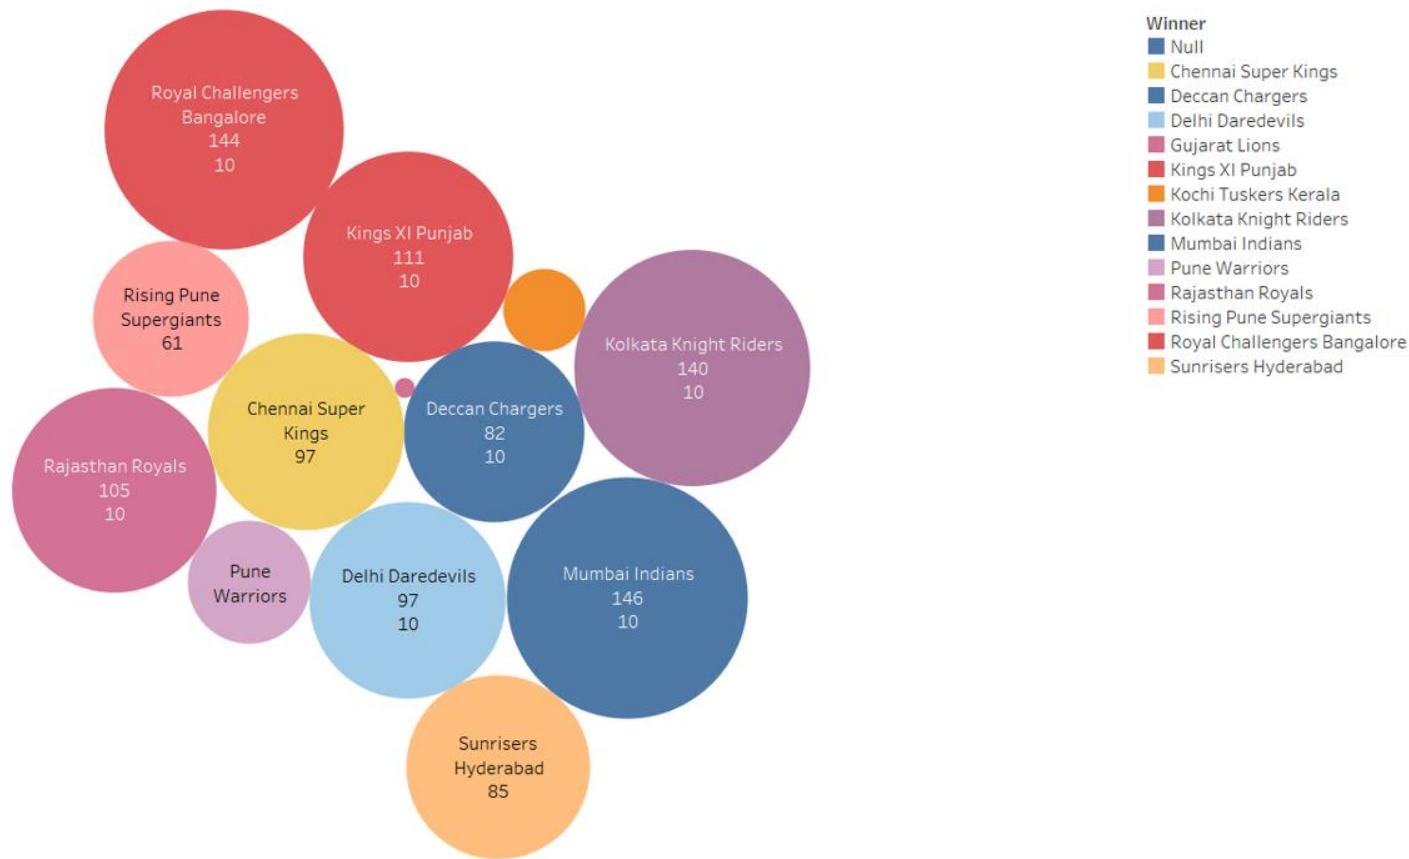 Royal Challengers
Bangalore
144
10
Kings XI Punjab
111
10
Rising Pune
Supergiants
61
Kolkata Knight Riders
140
10
Chennai Super
Kings
97
Deccan Chargers
82
10
Rajasthan Royals
105
10
Pune
Warriors
Delhi Daredevils
97
10
Mumbai Indians
146
10
Sunrisers
Hyderabad
85
Winner
Null
Chennai Super Kings
Deccan Chargers
Delhi Daredevils
Gujarat Lions
Kings XI Punjab
Kochi Tuskers Kerala
Kolkata Knight Riders
Mumbai Indians
Pune Warriors
Rajasthan Royals
Rising Pune Supergiants
Royal Challengers Bangalore
Sunrisers Hyderabad